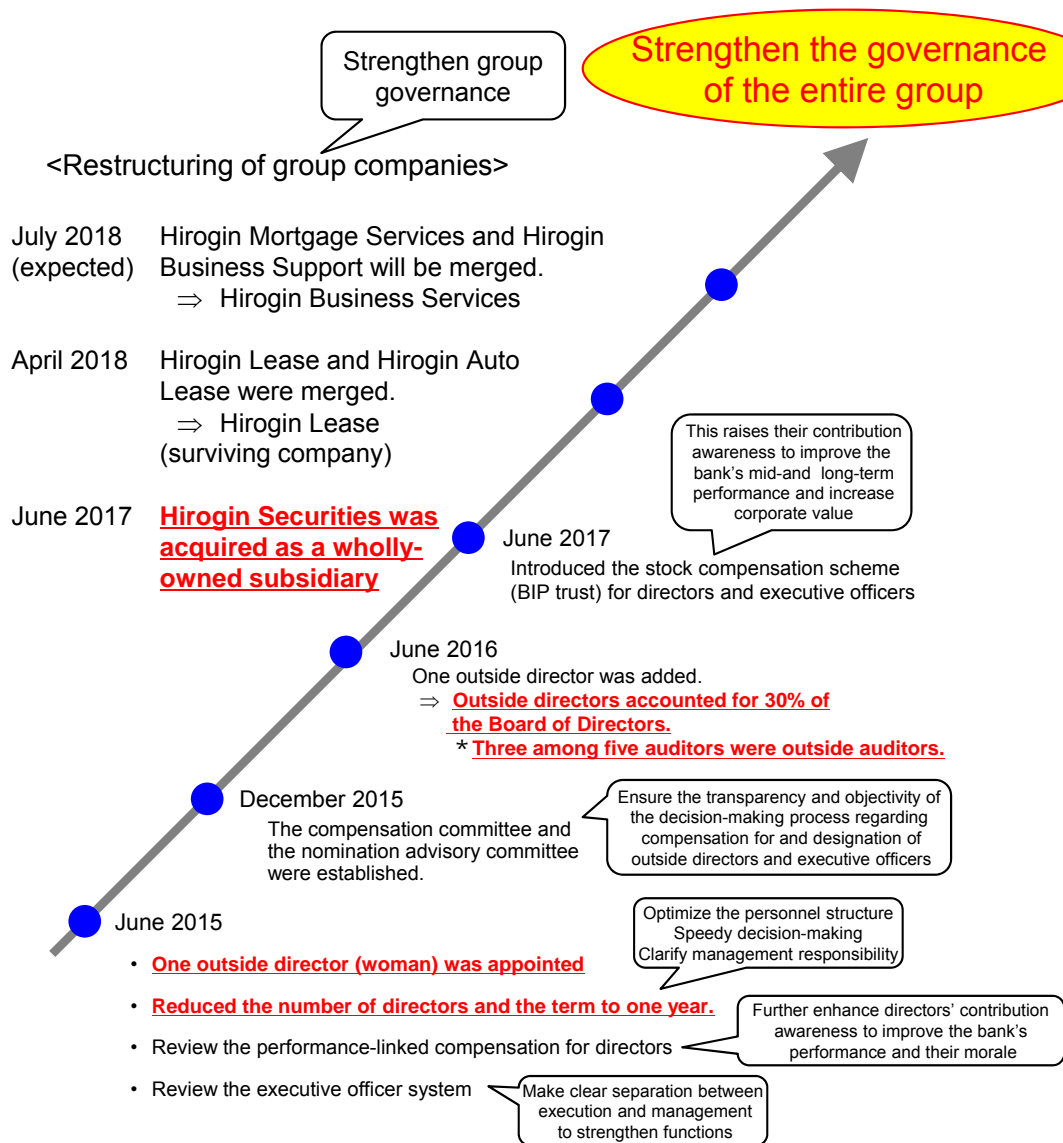 Strengthen the governance
of the entire group
Strengthen group
governance
<Restructuring of group companies>
July 2018
(expected)
Hirogin Mortgage Services and Hirogin
Business Support will be merged.
⇒ Hirogin Business Services
April 2018
Hirogin Lease and Hirogin Auto
Lease were merged.
⇒ Hirogin Lease
(surviving company)
This raises their contribution
awareness to improve the
bank's mid-and long-term
performance and increase
corporate value
June 2017
Hirogin Securities was
acquired as a wholly-
owned subsidiary
June 2017
Introduced the stock compensation scheme
(BIP trust) for directors and executive officers
June 2016
One outside director was added.
⇒ Outside directors accounted for 30% of
the Board of Directors.
* Three among five auditors were outside auditors.
December 2015
The compensation committee and
the nomination advisory committee
were established.
Ensure the transparency and objectivity of
the decision-making process regarding
compensation for and designation of
outside directors and executive officers
June 2015
Optimize the personnel structure
Speedy decision-making
Clarify management responsibility
・ One outside director (woman) was appointed
・ Reduced the number of directors and the term to one year.
・ Review the performance-linked compensation for directors
Further enhance directors' contribution
awareness to improve the bank's
performance and their morale
・ Review the executive officer system
Make clear separation between
execution and management
to strengthen functions